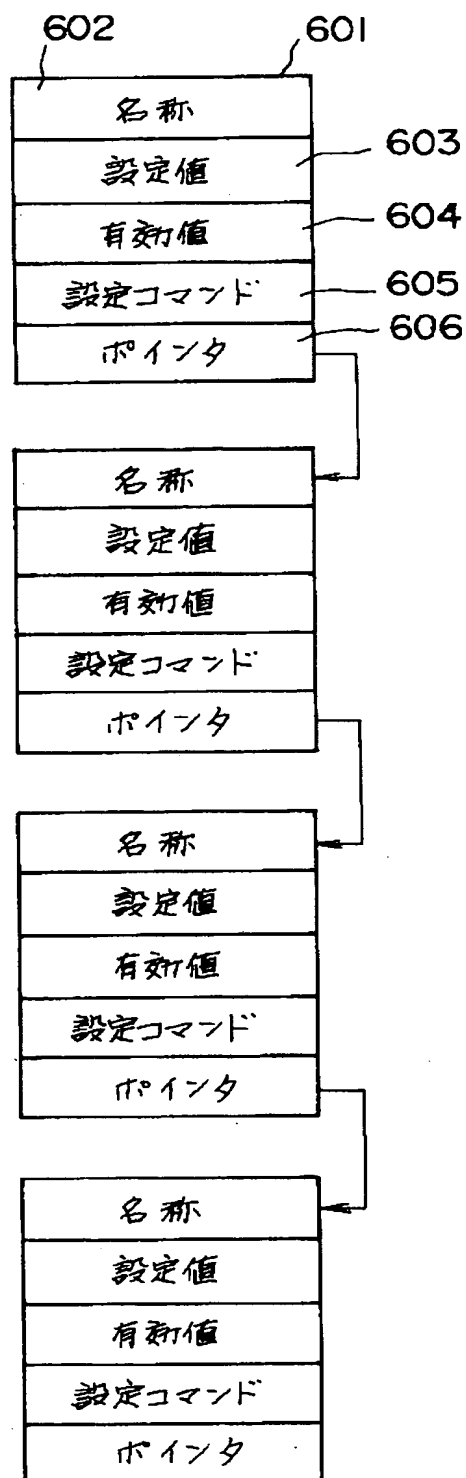 602 601
名称
設定値 603
有効値 604
設定コマンド 605
ポインタ 606
名称
設定値
有効値
設定コマンド
ポインタ
名称
設定値
有効値
設定コマンド
ポインタ
名称
設定値
有効値
設定コマンド
ポインタ